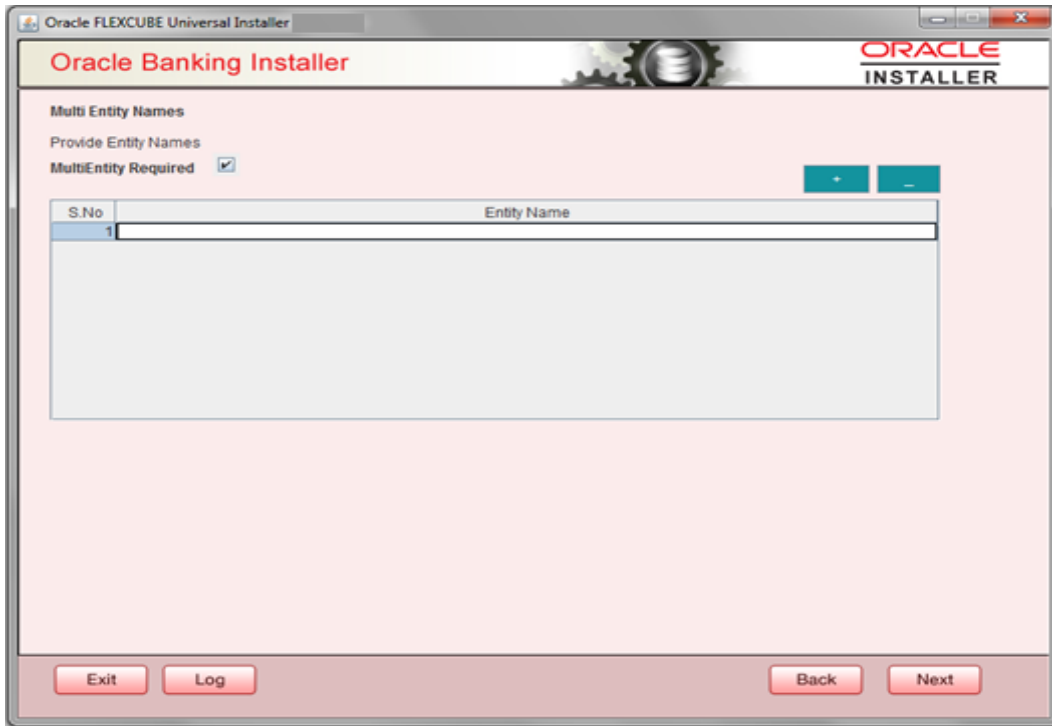 Oracle FLEXCUBE Universal Installer
Oracle Banking Installer
ORACLE
INSTALLER
Multi Entity Names
Provide Entity Names
MultiEntity Required
+ _
S.No Entity Name
1
Exit Log Back Next